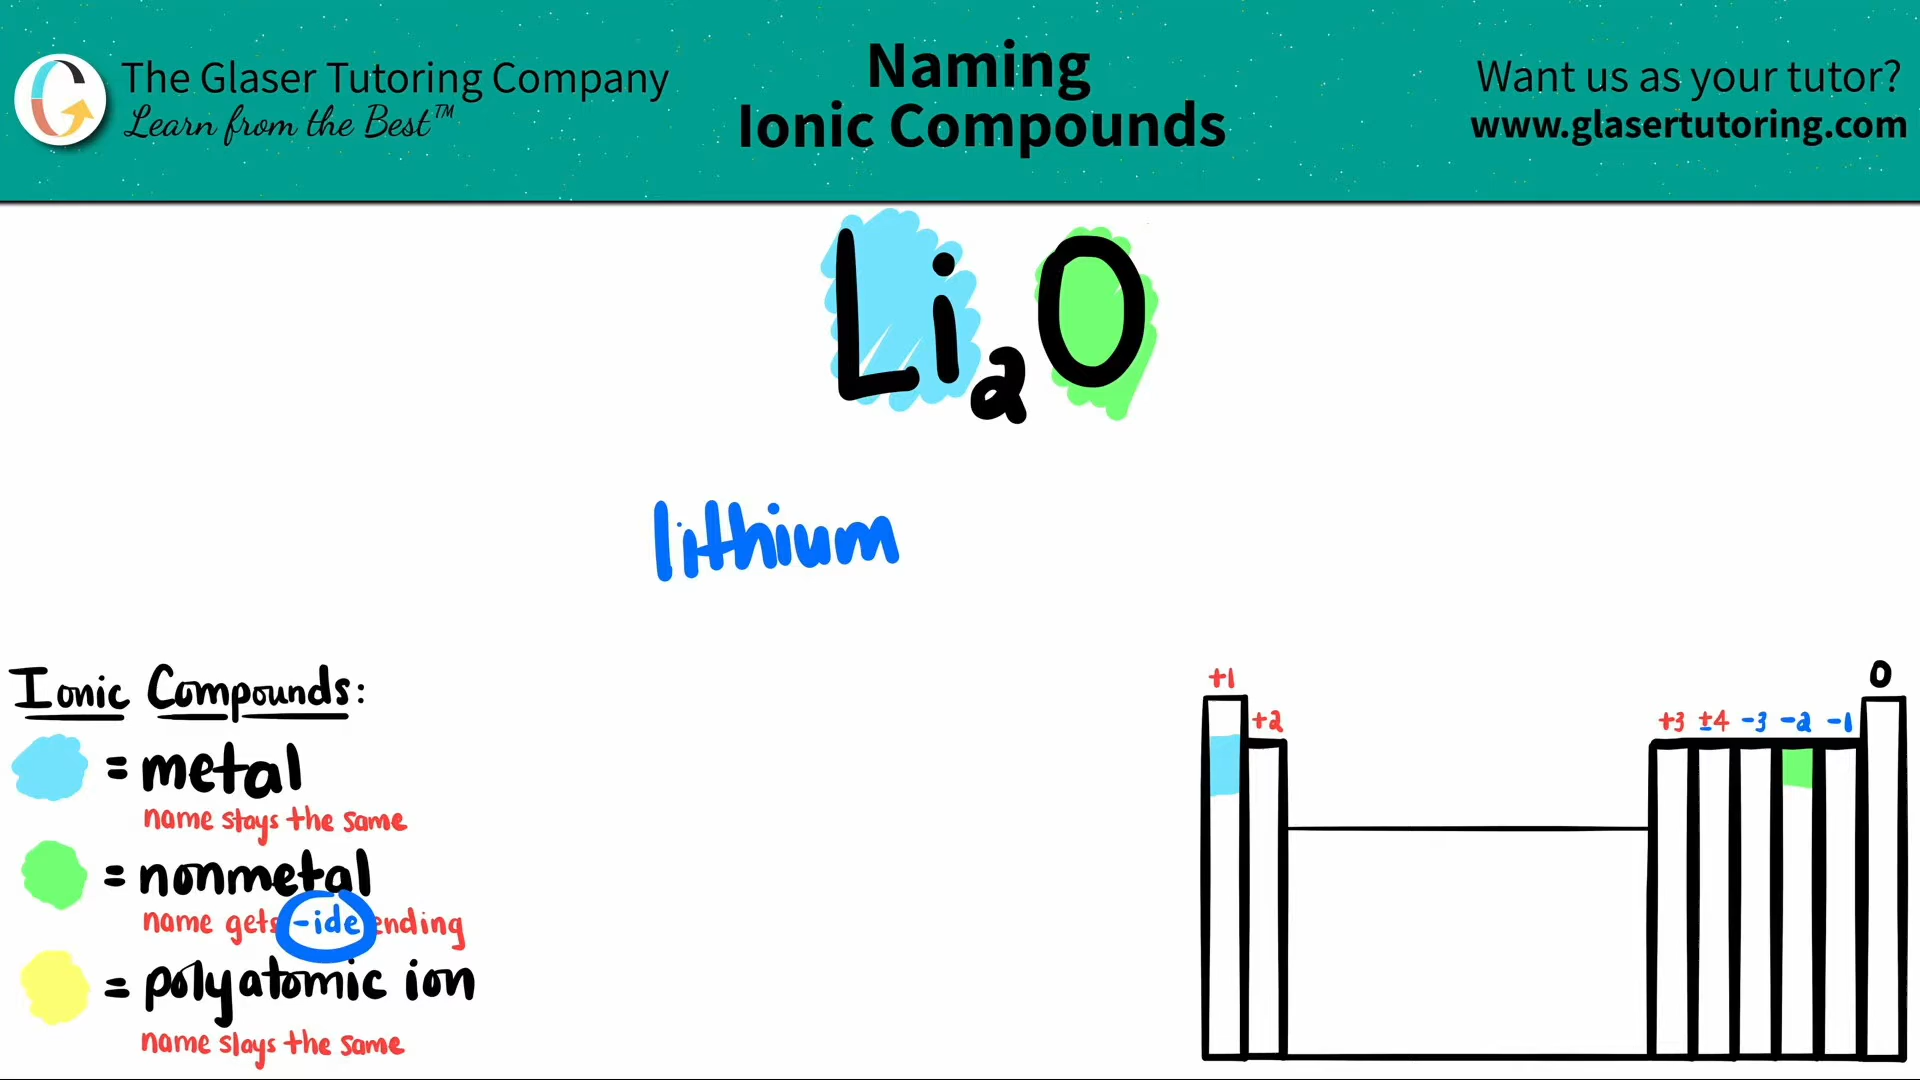 The Glaser Tutoring Company
Learn from the Best™
Naming
Ionic Compounds
Want us as your tutor?
www.glasertutoring.com
Li₂O
lithium
Ionic Compounds:
= metal
name stays the same
= nonmetal
name gets -ide ending
= polyatomic ion
name stays the same
+1
+2
+3 ±4 -3 -2 -1
0